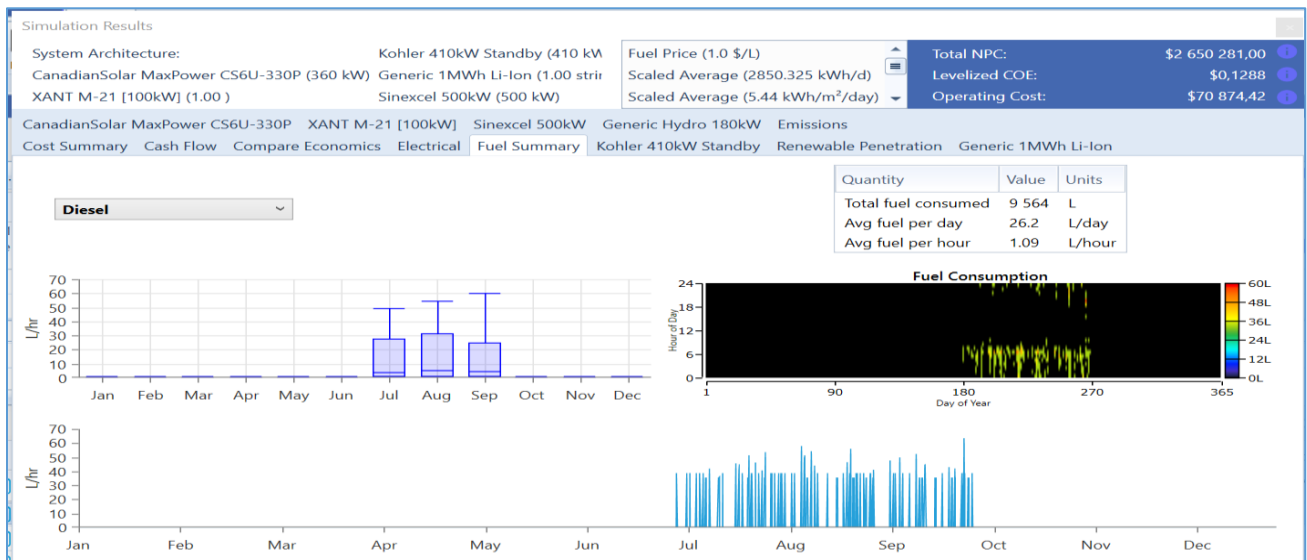 Simulation Results
System Architecture:
CanadianSolar MaxPower CS6U-330P (360 kW)
XANT M-21 [100kW] (1.00 )
Kohler 410kW Standby (410 kW
Generic 1MWh Li-Ion (1.00 strin
Sinexcel 500kW (500 kW)
Fuel Price (1.0 $/L)
Scaled Average (2850.325 kWh/d)
Scaled Average (5.44 kWh/m²/day)
Total NPC: $2 650 281,00
Levelized COE: $0,1288
Operating Cost: $70 874,42
CanadianSolar MaxPower CS6U-330P XANT M-21 [100kW] Sinexcel 500kW Generic Hydro 180kW Emissions
Cost Summary Cash Flow Compare Economics Electrical Fuel Summary Kohler 410kW Standby Renewable Penetration Generic 1MWh Li-Ion
Diesel
Quantity Value Units
Total fuel consumed 9 564 L
Avg fuel per day 26.2 L/day
Avg fuel per hour 1.09 L/hour
L/hr
70
60
50
40
30
20
10
0
Jan Feb Mar Apr May Jun Jul Aug Sep Oct Nov Dec
Fuel Consumption
Hour of Day
24
18
12
6
0
1 90 180 270 365
Day of Year
60L
48L
36L
24L
12L
0L
L/hr
70
60
50
40
30
20
10
0
Jan Feb Mar Apr May Jun Jul Aug Sep Oct Nov Dec